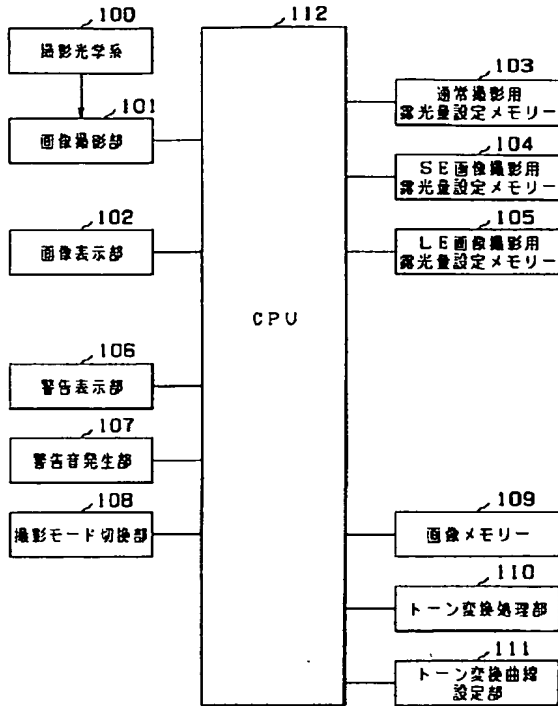 100
撮影光学系
101
画像撮影部
102
画像表示部
106
警告表示部
107
警告音発生部
108
撮影モード切換部
112
CPU
103
通常撮影用
露光量設定メモリー
104
SE画像撮影用
露光量設定メモリー
105
LE画像撮影用
露光量設定メモリー
109
画像メモリー
110
トーン変換処理部
111
トーン変換曲線
設定部